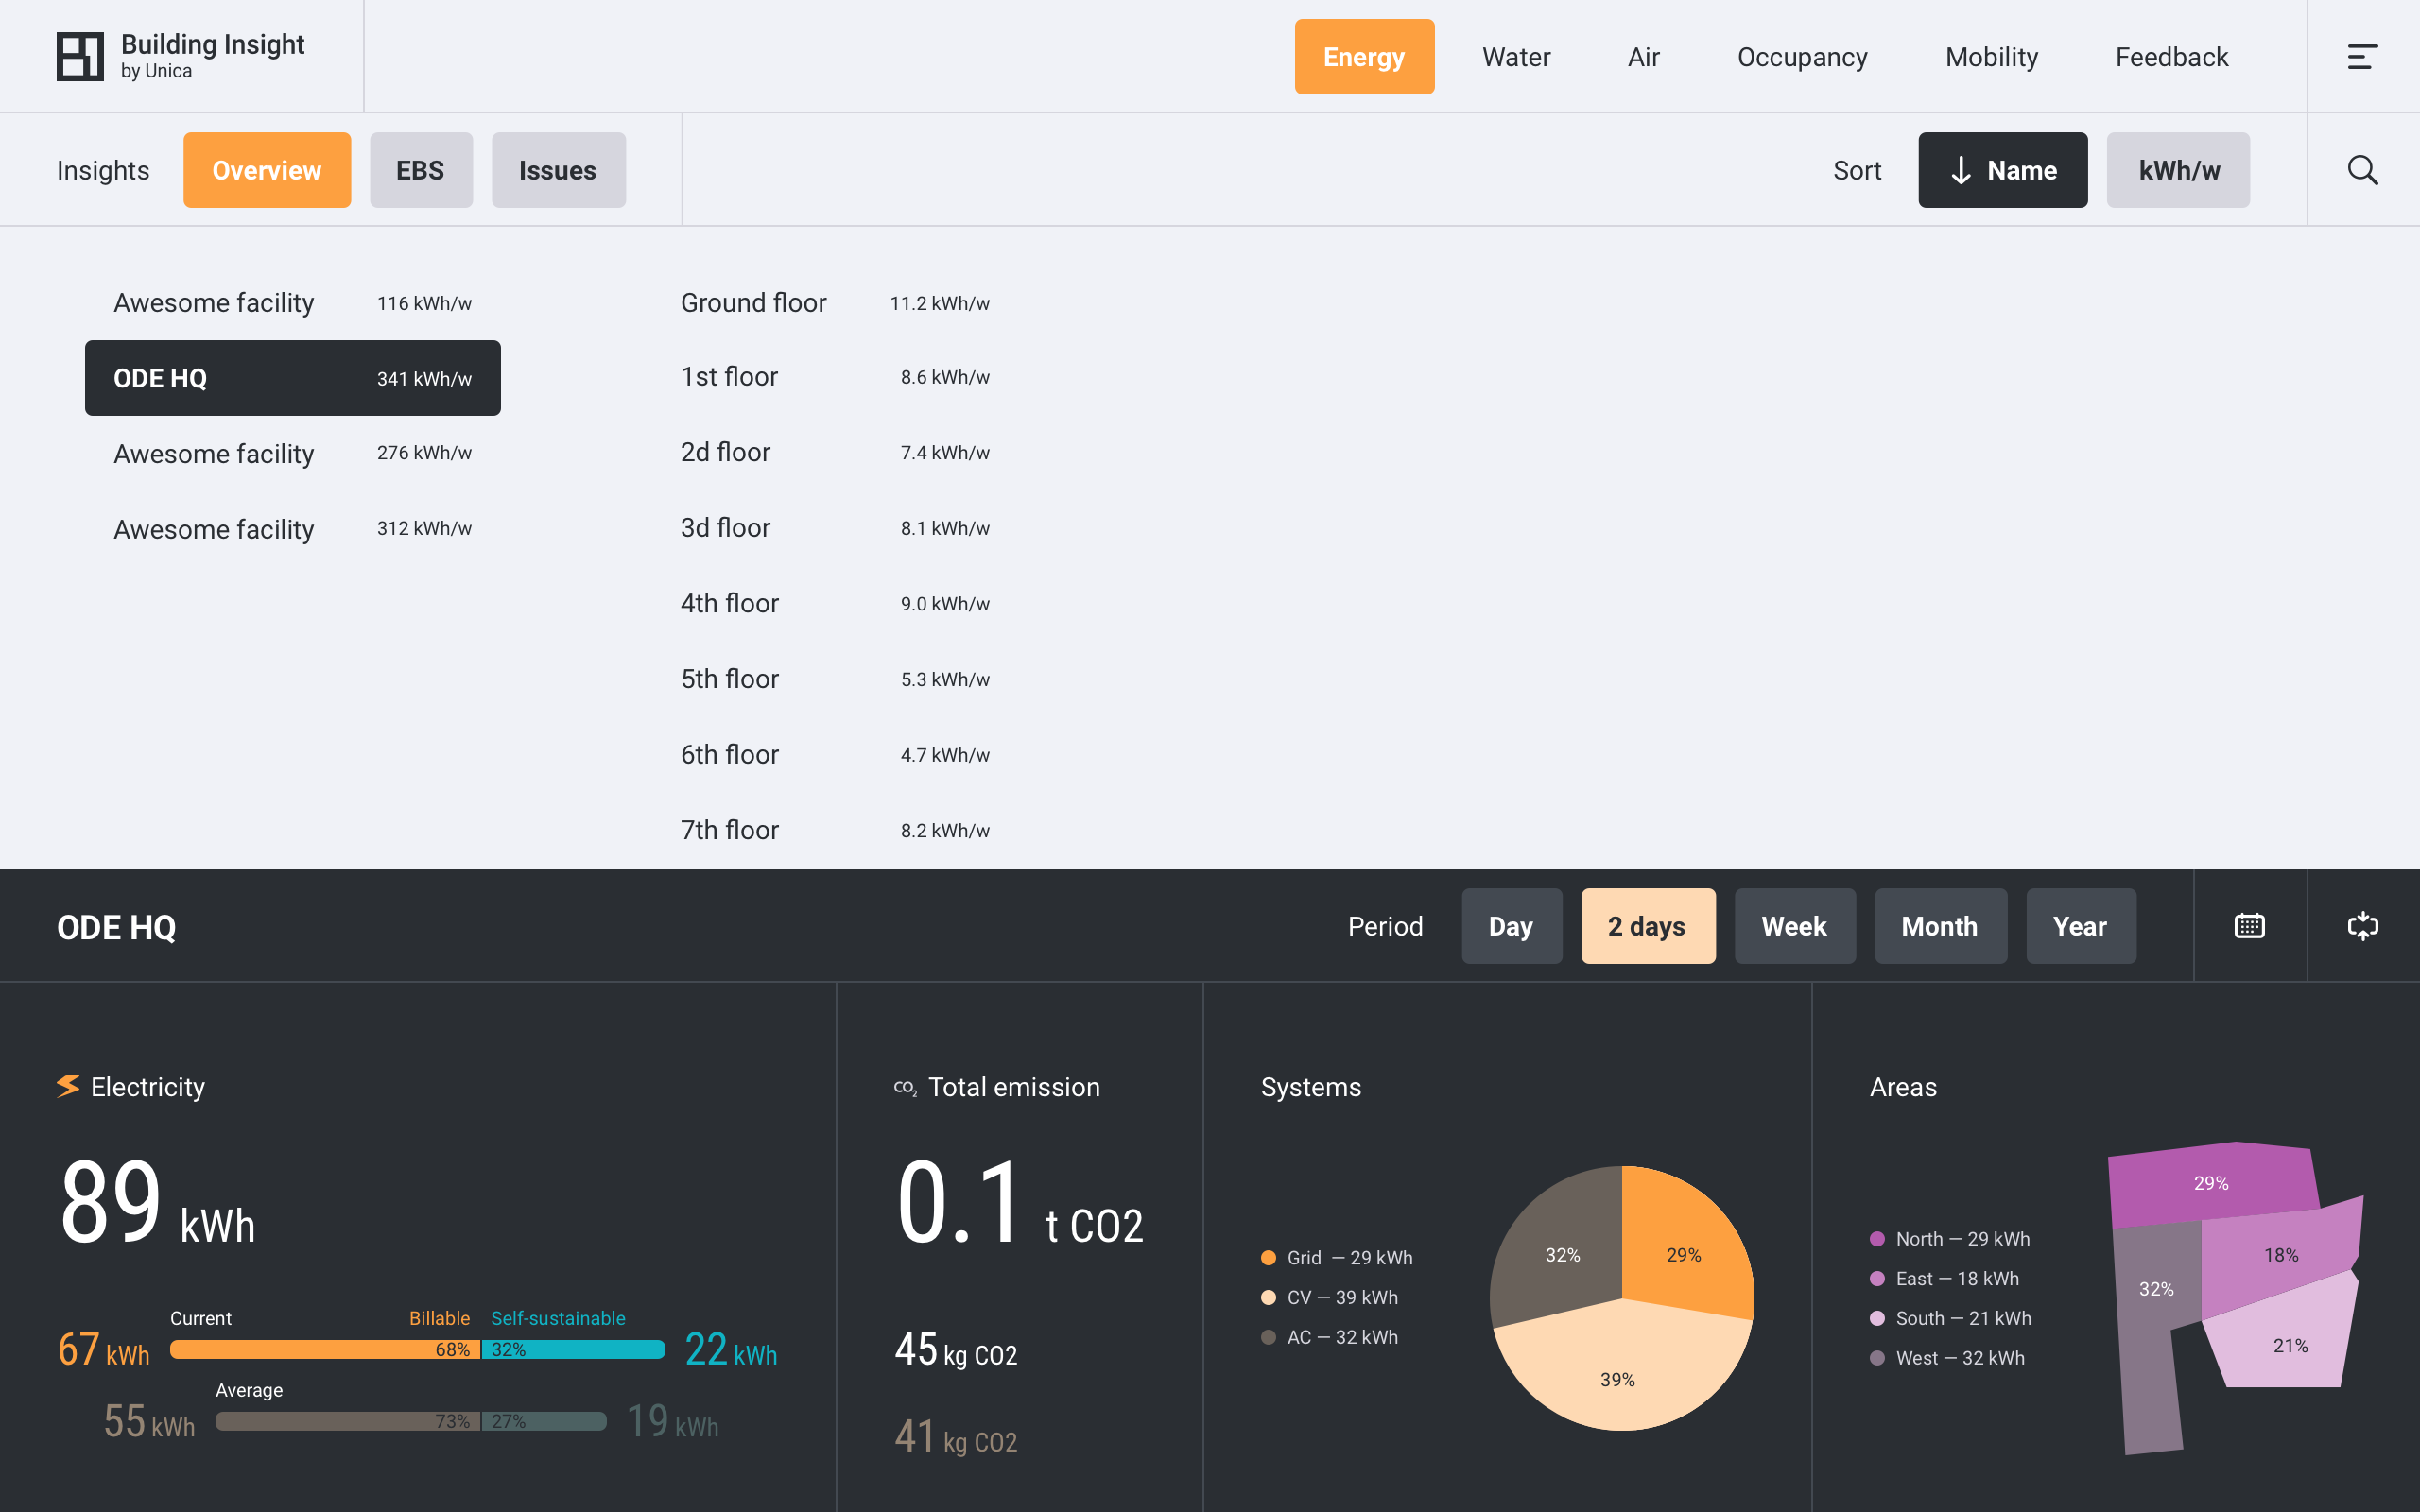 Building Insight
by Unica
Energy Water Air Occupancy Mobility Feedback
Insights Overview EBS Issues
Sort Name kWh/w
Awesome facility 116 kWh/w
ODE HQ 341 kWh/w
Awesome facility 276 kWh/w
Awesome facility 312 kWh/w
Ground floor 11.2 kWh/w
1st floor 8.6 kWh/w
2d floor 7.4 kWh/w
3d floor 8.1 kWh/w
4th floor 9.0 kWh/w
5th floor 5.3 kWh/w
6th floor 4.7 kWh/w
7th floor 8.2 kWh/w
ODE HQ
Period Day 2 days Week Month Year
Electricity
89 kWh
Current Billable Self-sustainable
67 kWh 68% 32% 22 kWh
Average
55 kWh 73% 27% 19 kWh
CO2 Total emission
0.1 t CO2
45 kg CO2
41 kg CO2
Systems
Grid — 29 kWh
CV — 39 kWh
AC — 32 kWh
32% 29%
39%
Areas
North — 29 kWh
East — 18 kWh
South — 21 kWh
West — 32 kWh
29%
18%
32%
21%